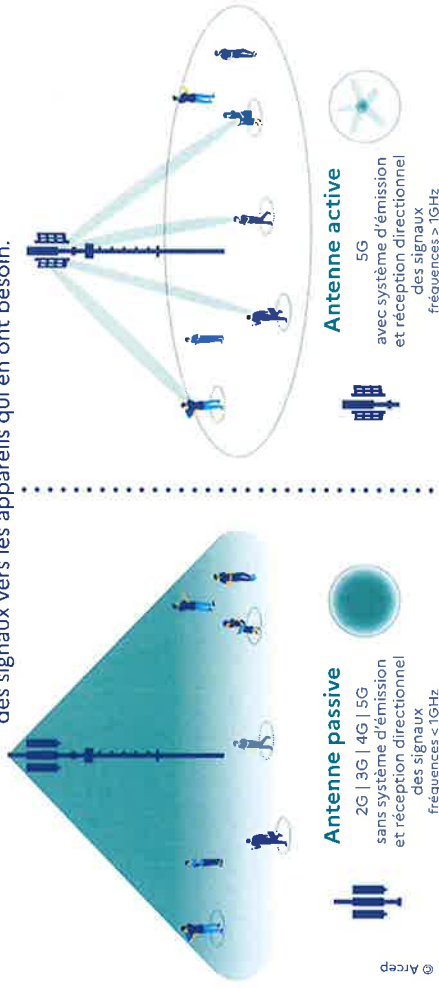 des signaux vers les appareils qui en ont besoin.
Antenne passive
2G | 3G | 4G | 5G
sans système d'émission
et réception directionnel
des signaux
fréquences < 1GHz
Antenne active
5G
avec système d'émission
et réception directionnel
des signaux
fréquences > 1GHz
© Arcep